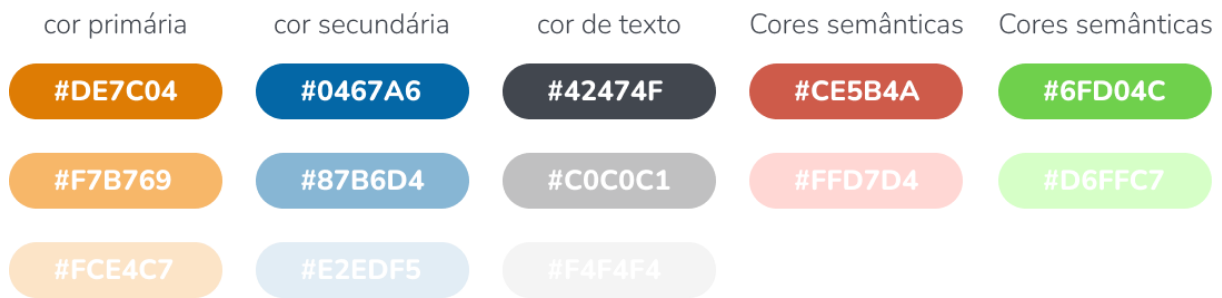 cor primária cor secundária cor de texto Cores semânticas Cores semânticas
#DE7C04 #0467A6 #42474F #CE5B4A #6FD04C
#F7B769 #87B6D4 #C0C0C1 #FFD7D4 #D6FFC7
#FCE4C7 #E2EDF5 #F4F4F4